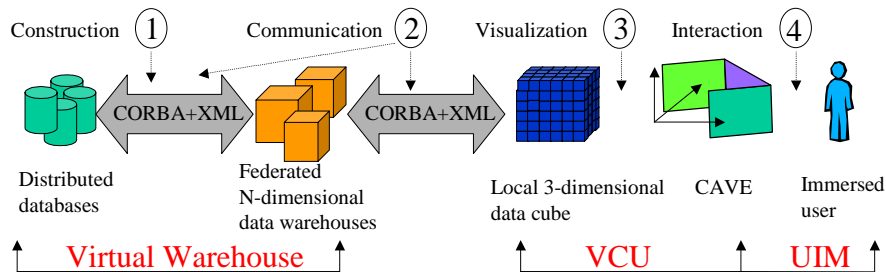 Construction 1 Communication 2 Visualization 3 Interaction 4
CORBA+XML CORBA+XML
Distributed
databases
Federated
N-dimensional
data warehouses
Local 3-dimensional
data cube
CAVE
Immersed
user
Virtual Warehouse VCU UIM